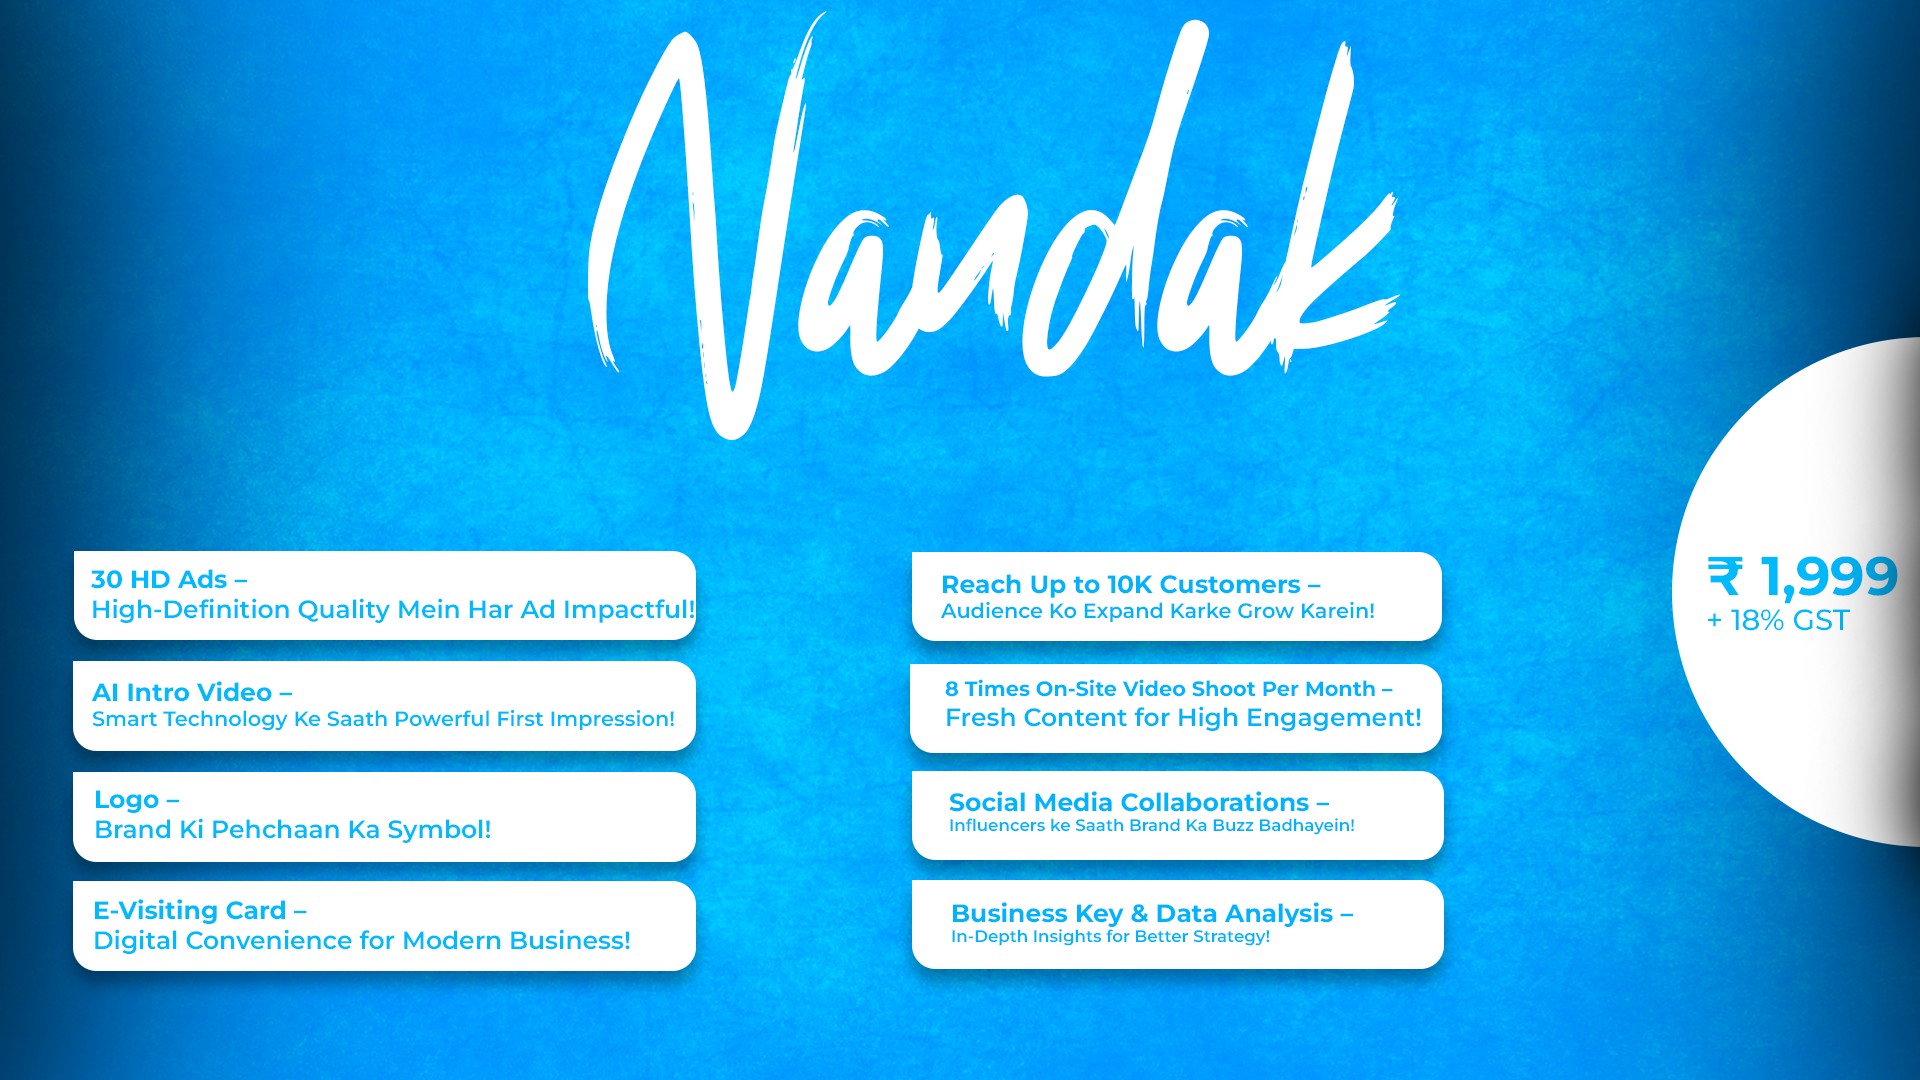 Nandak
30 HD Ads –
High-Definition Quality Mein Har Ad Impactful!
AI Intro Video –
Smart Technology Ke Saath Powerful First Impression!
Logo –
Brand Ki Pehchaan Ka Symbol!
E-Visiting Card –
Digital Convenience for Modern Business!
Reach Up to 10K Customers –
Audience Ko Expand Karke Grow Karein!
8 Times On-Site Video Shoot Per Month –
Fresh Content for High Engagement!
Social Media Collaborations –
Influencers ke Saath Brand Ka Buzz Badhayein!
Business Key & Data Analysis –
In-Depth Insights for Better Strategy!
₹ 1,999
+ 18% GST